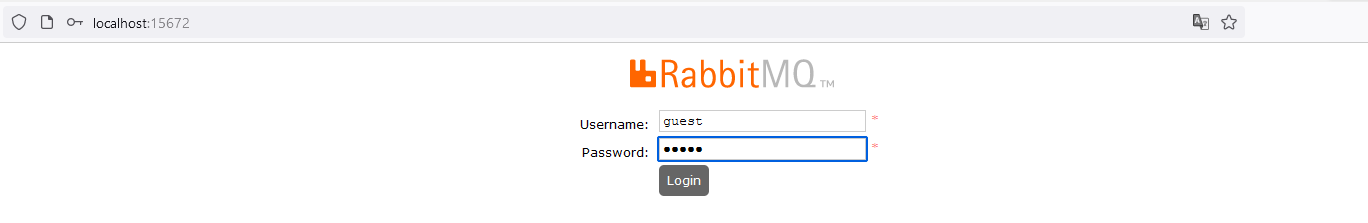 localhost:15672
RabbitMQ™
Username: guest *
Password: ••••• *
Login